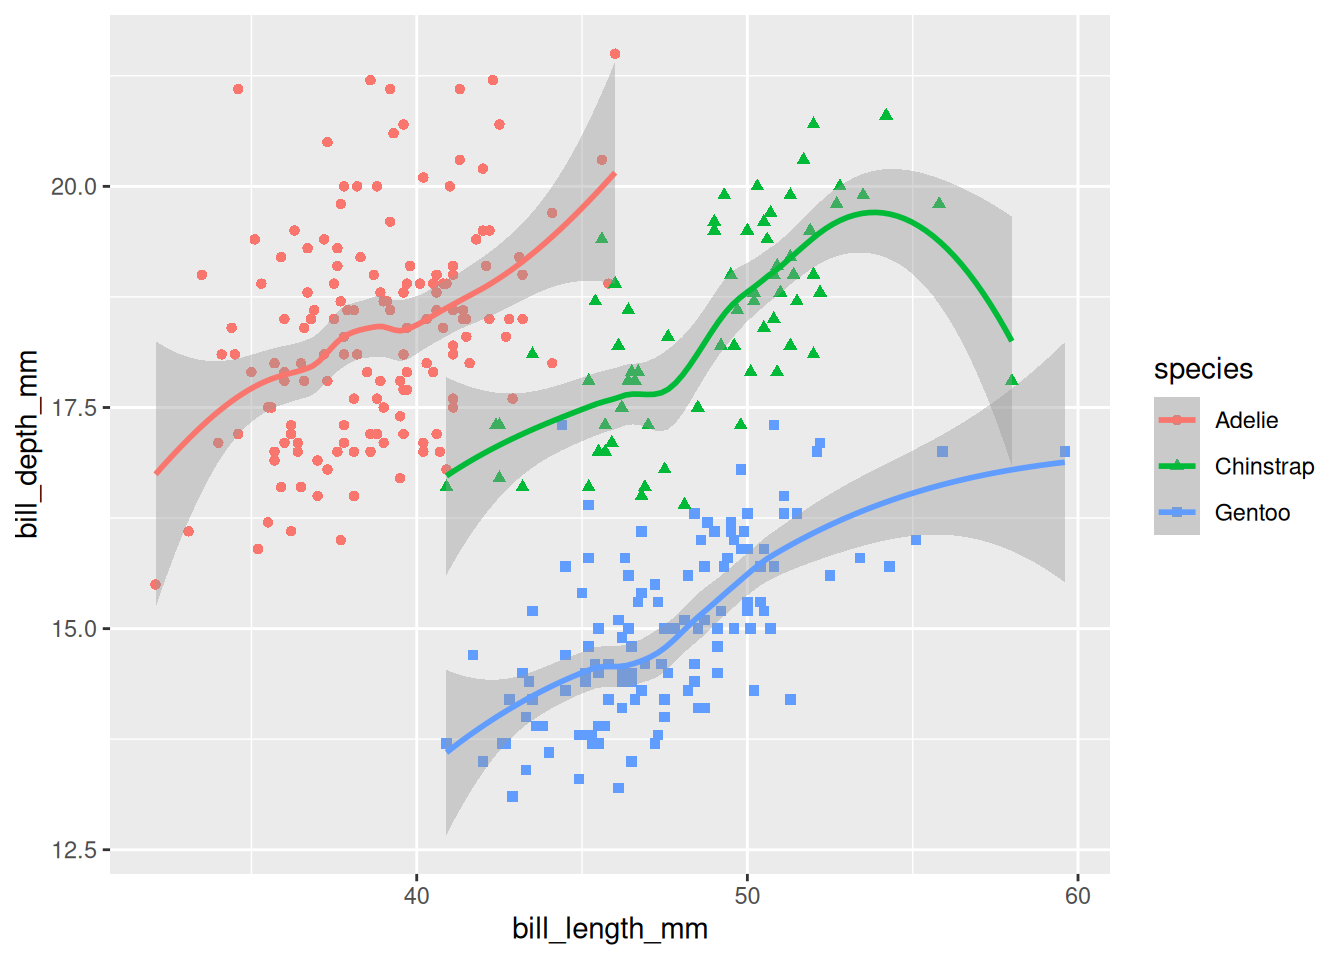 20.0
17.5
15.0
12.5
bill_depth_mm
40
50
60
bill_length_mm
species
Adelie
Chinstrap
Gentoo